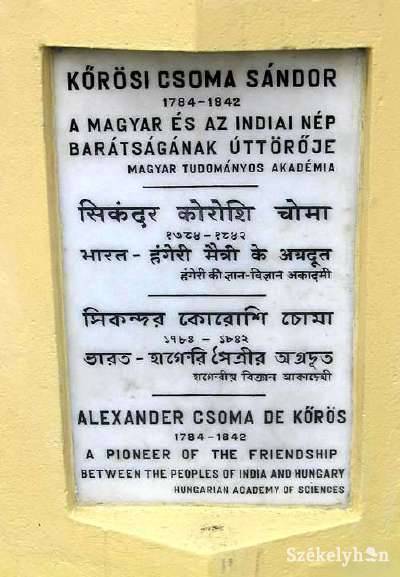 KŐRÖSI CSOMA SÁNDOR
1784-1842
A MAGYAR ÉS AZ INDIAI NÉP
BARÁTSÁGÁNAK ÚTTÖRŐJE
MAGYAR TUDOMÁNYOS AKADÉMIA
सिकंदर कोरोशि चोमा
१७८४-१८४२
भारत-हंगेरी मैत्री के अग्रदूत
हंगेरी की ज्ञान-विज्ञान अकादमी
সিকন্দর কোরোশি চোমা
১৭৮৪-১৮৪২
ভারত-হাঙ্গেরি মৈত্রীর অগ্রদূত
বিজ্ঞান আকাদেমী
ALEXANDER CSOMA DE KŐRÖS
1784-1842
A PIONEER OF THE FRIENDSHIP
BETWEEN THE PEOPLES OF INDIA AND HUNGARY
HUNGARIAN ACADEMY OF SCIENCES
Székelyhon